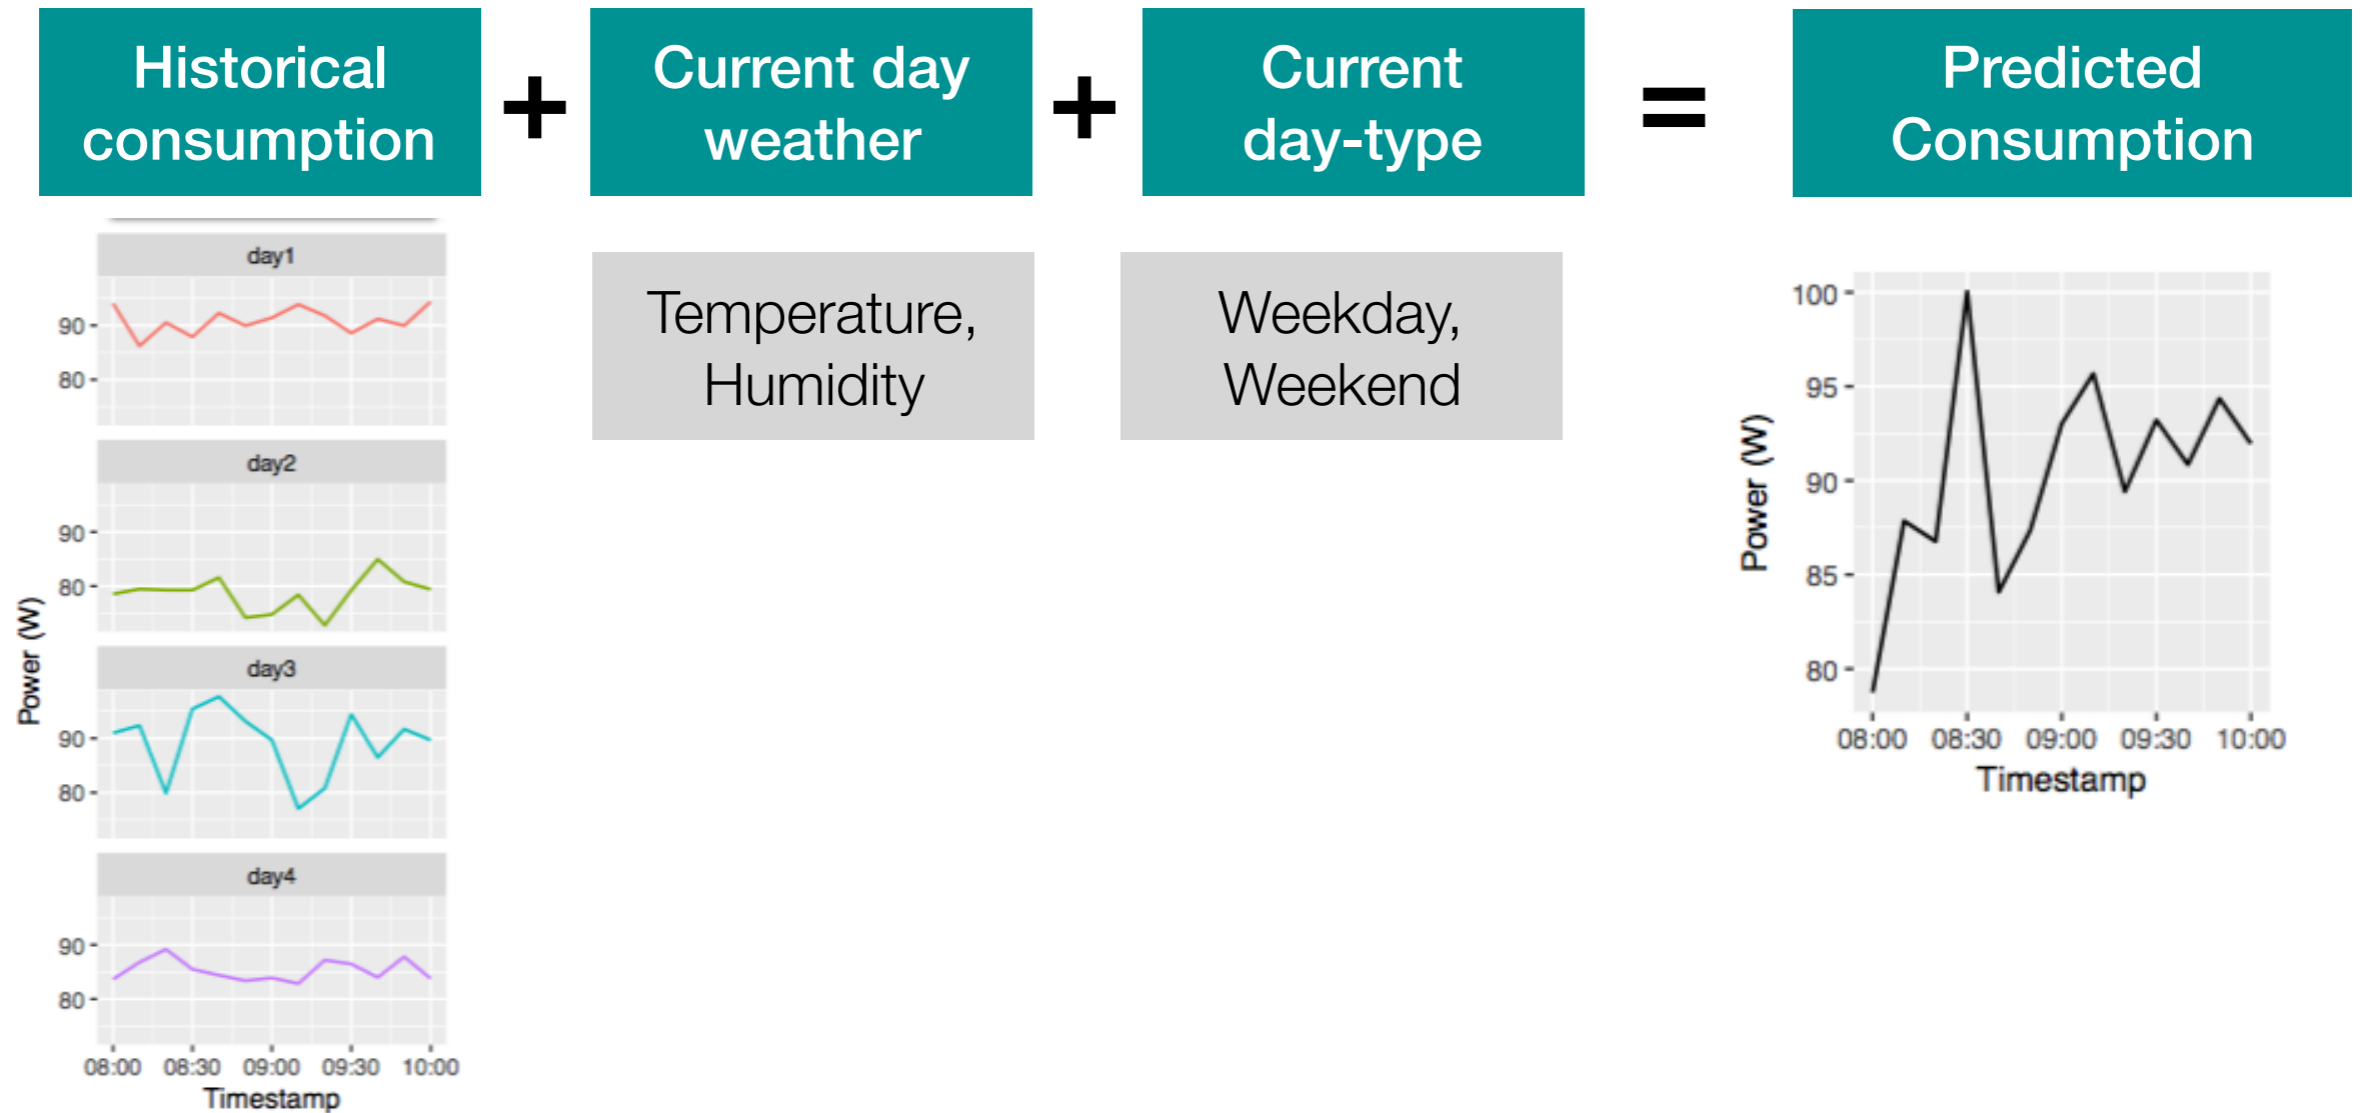 Historical
consumption
+
Current day
weather
+
Current
day-type
=
Predicted
Consumption
Temperature,
Humidity
Weekday,
Weekend
Power (W)
day1
90
80
day2
90
80
day3
90
80
day4
90
80
08:00 08:30 09:00 09:30 10:00
Timestamp
Power (W)
100
95
90
85
80
08:00 08:30 09:00 09:30 10:00
Timestamp